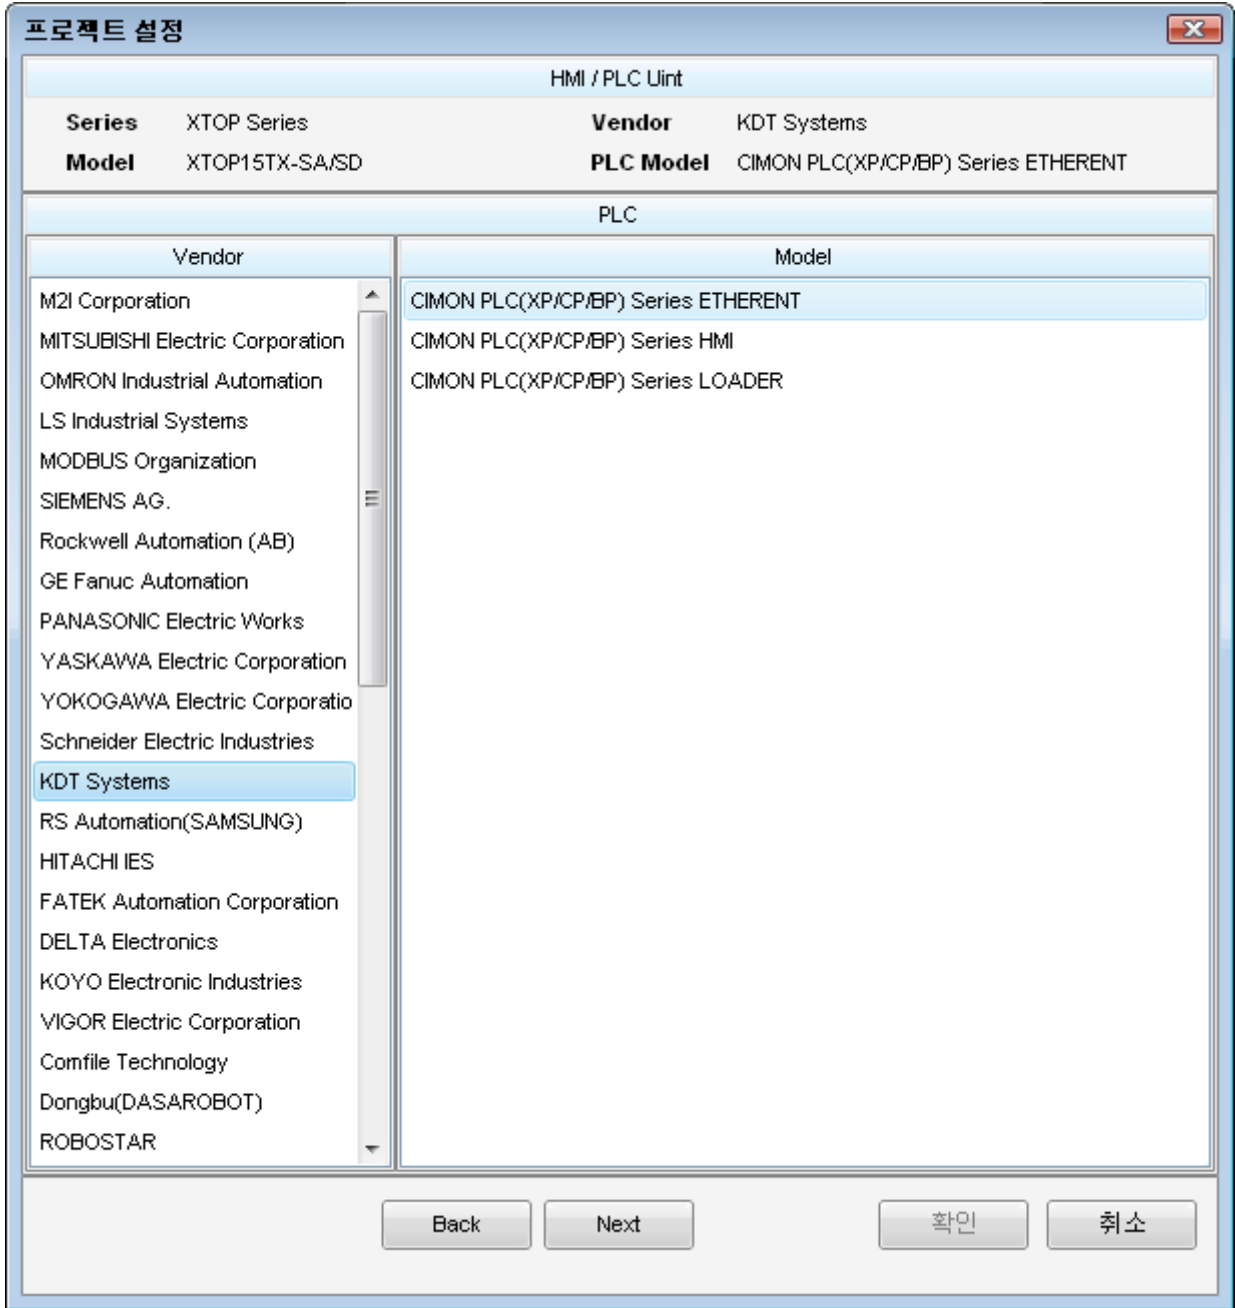 프로젝트 설정
HMI / PLC Uint
Series XTOP Series Vendor KDT Systems
Model XTOP15TX-SA/SD PLC Model CIMON PLC(XP/CP/BP) Series ETHERENT
PLC
Vendor
M2I Corporation
MITSUBISHI Electric Corporation
OMRON Industrial Automation
LS Industrial Systems
MODBUS Organization
SIEMENS AG.
Rockwell Automation (AB)
GE Fanuc Automation
PANASONIC Electric Works
YASKAWA Electric Corporation
YOKOGAWA Electric Corporatio
Schneider Electric Industries
KDT Systems
RS Automation(SAMSUNG)
HITACHI IES
FATEK Automation Corporation
DELTA Electronics
KOYO Electronic Industries
VIGOR Electric Corporation
Comfile Technology
Dongbu(DASAROBOT)
ROBOSTAR
Model
CIMON PLC(XP/CP/BP) Series ETHERENT
CIMON PLC(XP/CP/BP) Series HMI
CIMON PLC(XP/CP/BP) Series LOADER
Back Next 확인 취소